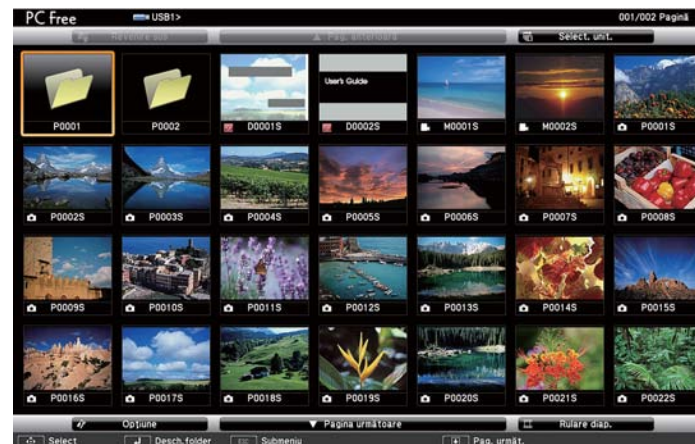 PC Free USB1> 001/002 Pagină
Revenire sus ▲ Pag. anterioară Select. unit.
User's Guide
P0001 P0002 D0001S D0002S M0001S M0002S P0001S
P0002S P0003S P0004S P0005S P0006S P0007S P0008S
P0009S P0010S P0011S P0012S P0013S P0014S P0015S
P0016S P0017S P0018S P0019S P0020S P0021S P0022S
Opţiune ▼ Pagina următoare Rulare diap.
Select Desch.folder Esc Submeniu Pag. următ.